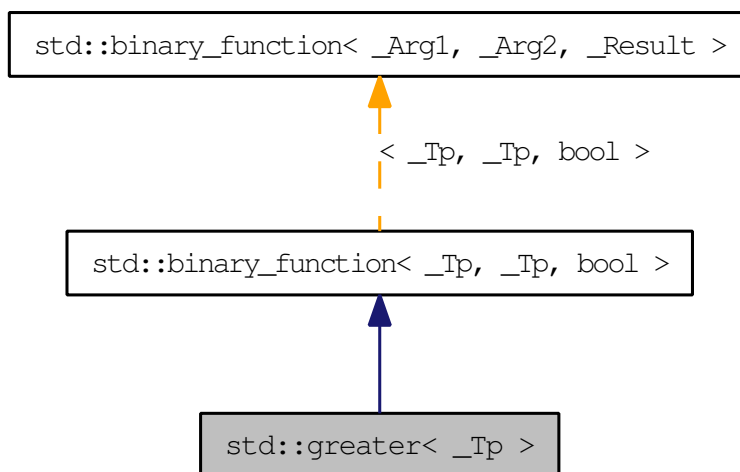 std::binary_function< _Arg1, _Arg2, _Result >
< _Tp, _Tp, bool >
std::binary_function< _Tp, _Tp, bool >
std::greater< _Tp >